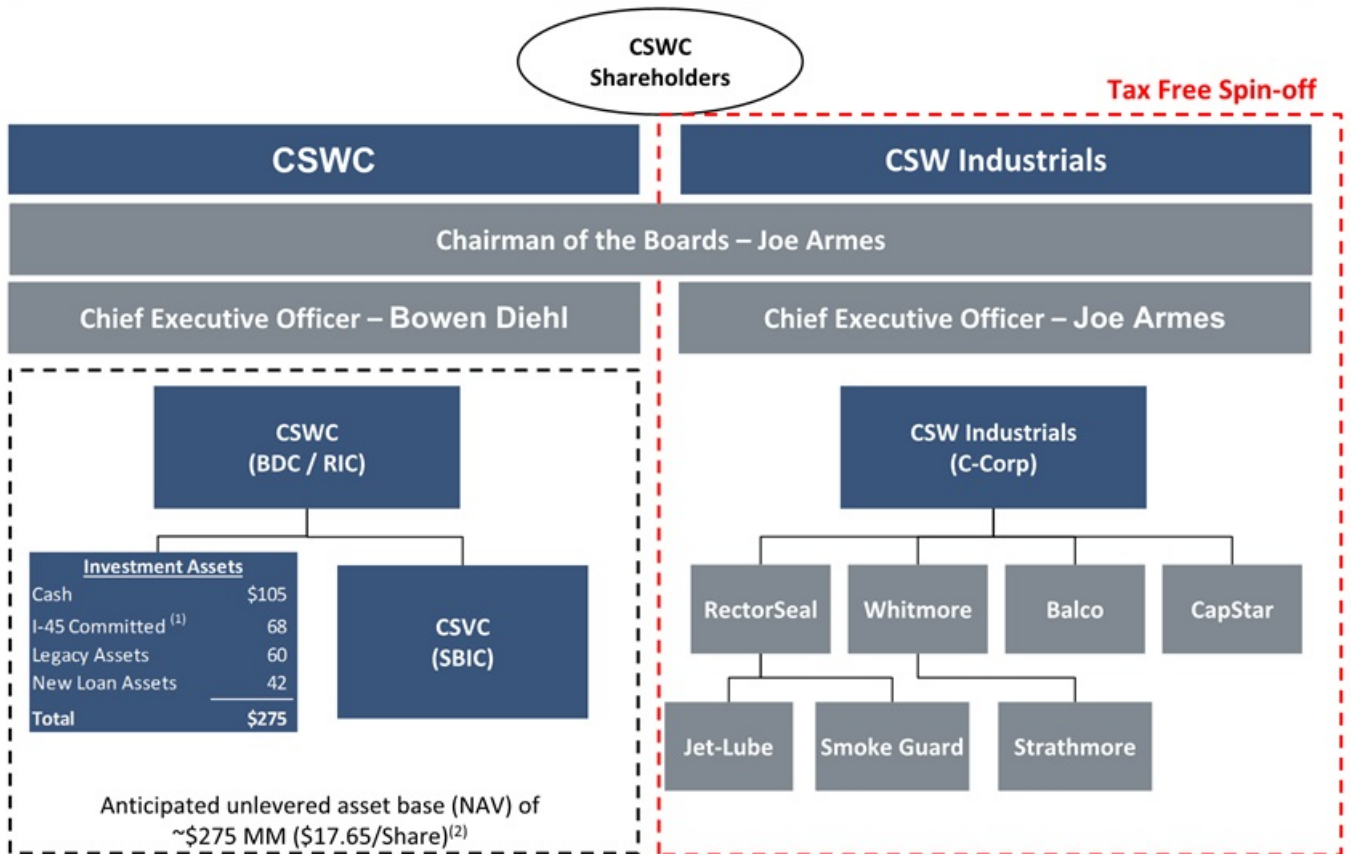 CSWC
Shareholders
Tax Free Spin-off
CSWC
CSW Industrials
Chairman of the Boards – Joe Armes
Chief Executive Officer – Bowen Diehl
Chief Executive Officer – Joe Armes
CSWC
(BDC / RIC)
Investment Assets
Cash $105
I-45 Committed (1) 68
Legacy Assets 60
New Loan Assets 42
Total $275
CSVC
(SBIC)
Anticipated unlevered asset base (NAV) of
~$275 MM ($17.65/Share)(2)
CSW Industrials
(C-Corp)
RectorSeal
Whitmore
Balco
CapStar
Jet-Lube
Smoke Guard
Strathmore